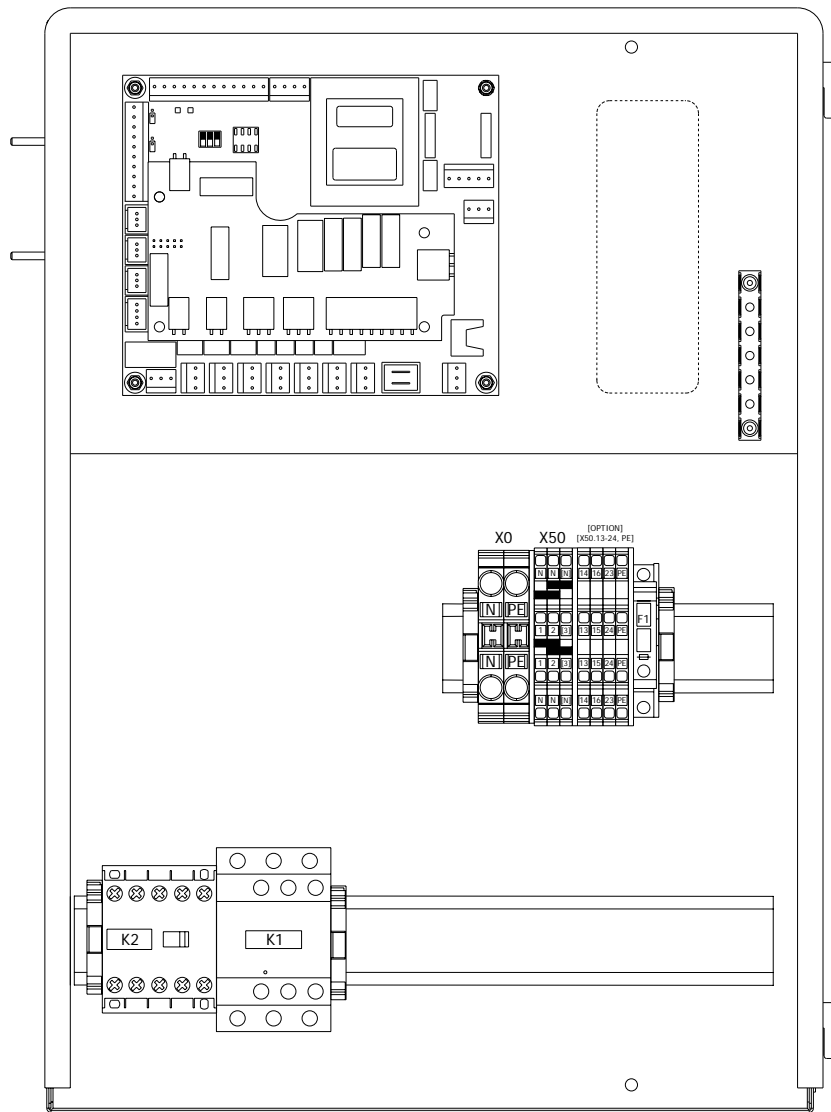 [OPTION]
X0 X50 [X50.13-24, PE]
N N [N] 14 16 23 PE
N PE F1
1 2 [3] 13 15 24 PE
N PE 1 2 [3] 13 15 24 PE
N N [N] 14 16 23 PE
K2 K1